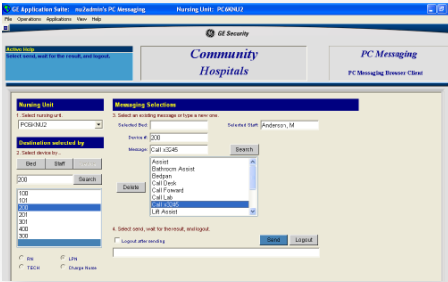 GE Application Suite: nu2admin's PC Messaging Nursing Unit: PC6KNU2
File Operations Applications View Help
GE Security
Active Help
Select send, wait for the result, and logout.
Community
Hospitals
PC Messaging
PC Messaging Browser Client
Nursing Unit
1. Select nursing unit.
PC6KNU2
Destination selected by
2. Select device by...
Bed Staff
200 Search
100
101
200
201
301
400
300
RN LPN
TECH Charge Nurse
Messaging Selections
3. Select an existing message or type a new one.
Selected Bed:
Selected Staff: Anderson, M
Device #: 200
Message: Call x3245 Search
Assist
Bathroom Assist
Bedpan
Call Desk
Call Forward
Call Lab
Call x3245
Lift Assist
Delete
4. Select send, wait for the result, and logout.
Logout after sending
Send Logout